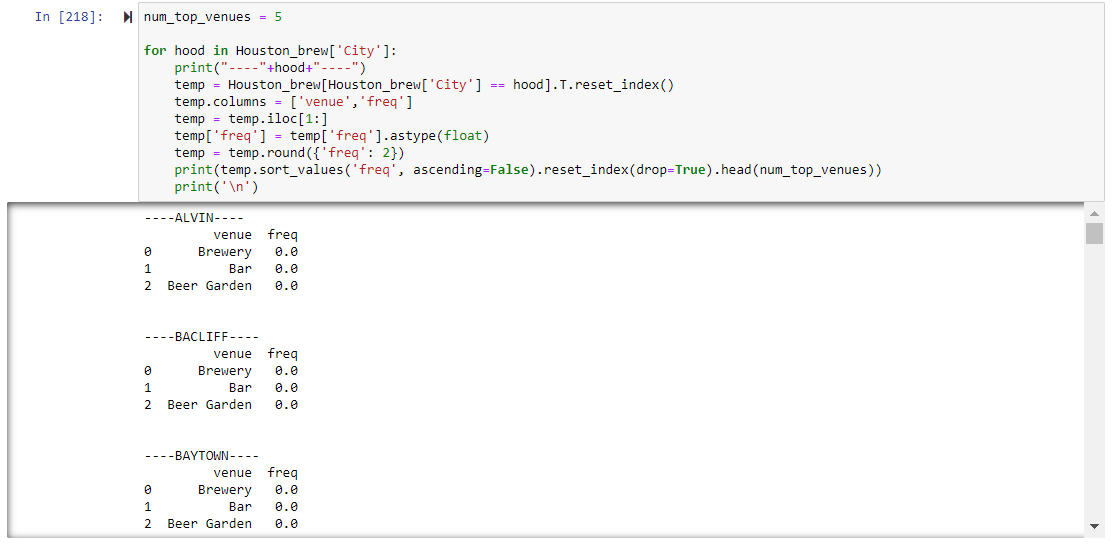 In [218]:
num_top_venues = 5
for hood in Houston_brew['City']:
    print("----"+hood+"----")
    temp = Houston_brew[Houston_brew['City'] == hood].T.reset_index()
    temp.columns = ['venue','freq']
    temp = temp.iloc[1:]
    temp['freq'] = temp['freq'].astype(float)
    temp = temp.round({'freq': 2})
    print(temp.sort_values('freq', ascending=False).reset_index(drop=True).head(num_top_venues))
    print('\n')
----ALVIN----
         venue  freq
0      Brewery   0.0
1          Bar   0.0
2  Beer Garden   0.0
----BACLIFF----
         venue  freq
0      Brewery   0.0
1          Bar   0.0
2  Beer Garden   0.0
----BAYTOWN----
         venue  freq
0      Brewery   0.0
1          Bar   0.0
2  Beer Garden   0.0